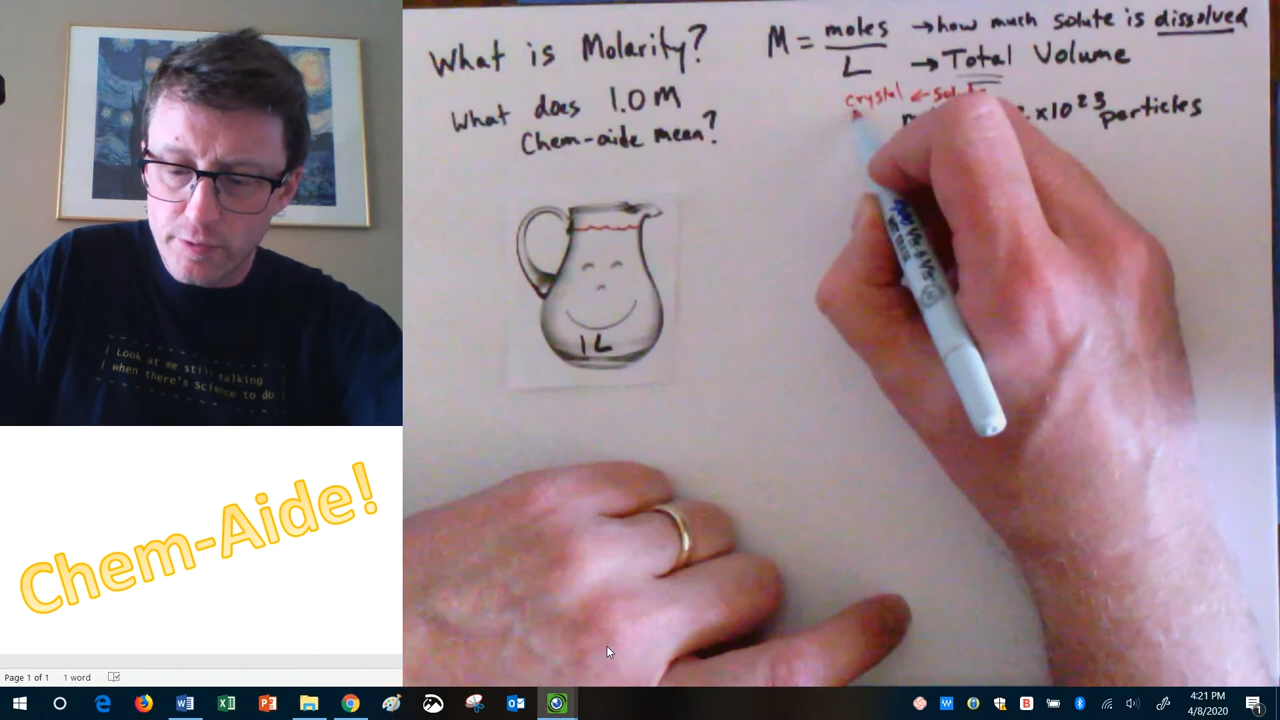 What is Molarity?
What does 1.0 M
Chem-aide mean?
M = moles → how much solute is dissolved
L → Total Volume
crystal ←
x10²³ particles
1 L
Look at me still talking
when there's Science to do
Chem-Aide!
Page 1 of 1 1 word
4:21 PM
4/8/2020